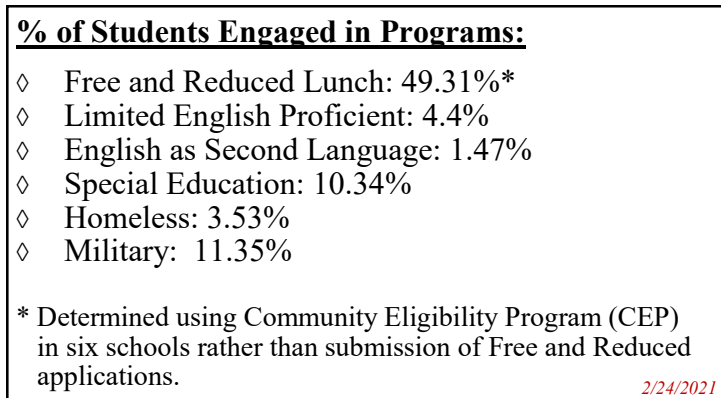 % of Students Engaged in Programs:
◊ Free and Reduced Lunch: 49.31%*
◊ Limited English Proficient: 4.4%
◊ English as Second Language: 1.47%
◊ Special Education: 10.34%
◊ Homeless: 3.53%
◊ Military: 11.35%
* Determined using Community Eligibility Program (CEP)
in six schools rather than submission of Free and Reduced
applications.
2/24/2021